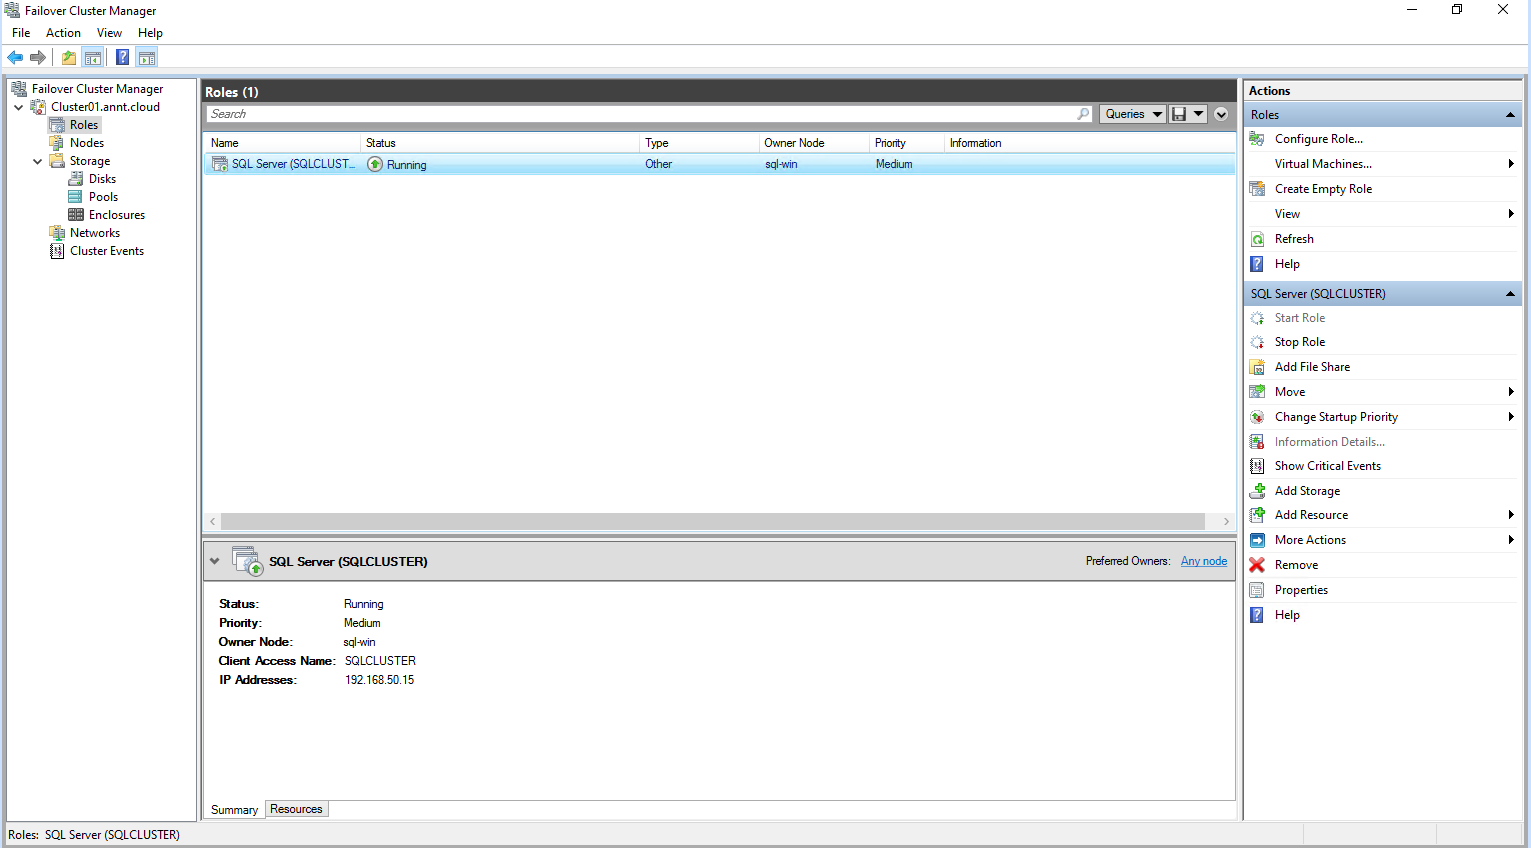 Failover Cluster Manager
File Action View Help
Failover Cluster Manager
Cluster01.annt.cloud
Roles
Nodes
Storage
Disks
Pools
Enclosures
Networks
Cluster Events
Roles (1)
Search
Queries
Name Status Type Owner Node Priority Information
SQL Server (SQLCLUST... Running Other sql-win Medium
SQL Server (SQLCLUSTER) Preferred Owners: Any node
Status: Running
Priority: Medium
Owner Node: sql-win
Client Access Name: SQLCLUSTER
IP Addresses: 192.168.50.15
Summary Resources
Actions
Roles
Configure Role...
Virtual Machines...
Create Empty Role
View
Refresh
Help
SQL Server (SQLCLUSTER)
Start Role
Stop Role
Add File Share
Move
Change Startup Priority
Information Details...
Show Critical Events
Add Storage
Add Resource
More Actions
Remove
Properties
Help
Roles: SQL Server (SQLCLUSTER)